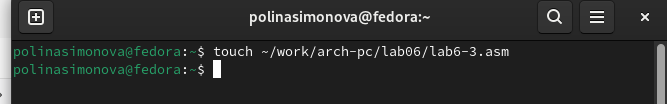 polinasimonova@fedora:~
polinasimonova@fedora:~$ touch ~/work/arch-pc/lab06/lab6-3.asm
polinasimonova@fedora:~$